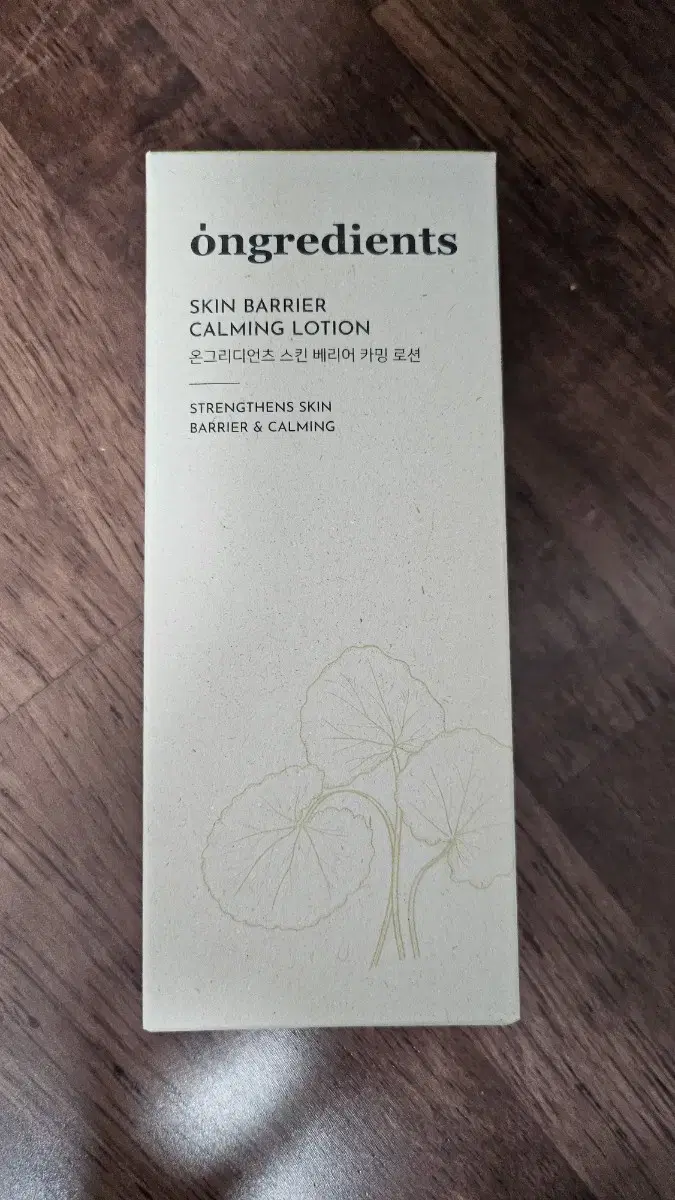 ongredients
SKIN BARRIER
CALMING LOTION
온그리디언츠 스킨 베리어 카밍 로션
STRENGTHENS SKIN
BARRIER & CALMING